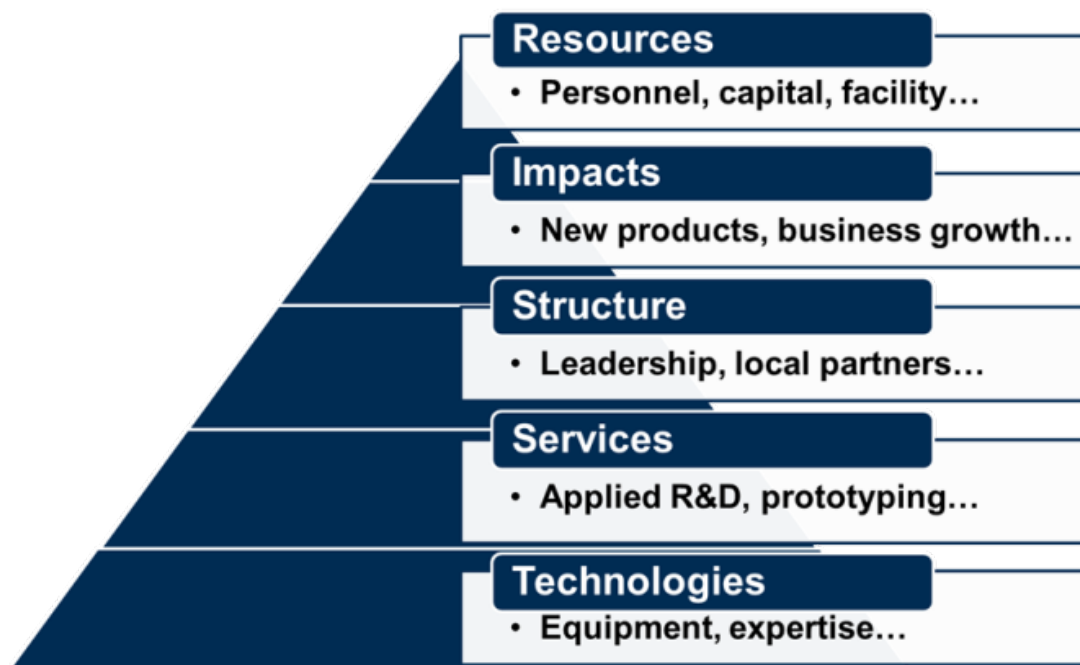 Resources
• Personnel, capital, facility…
Impacts
• New products, business growth…
Structure
• Leadership, local partners…
Services
• Applied R&D, prototyping…
Technologies
• Equipment, expertise…